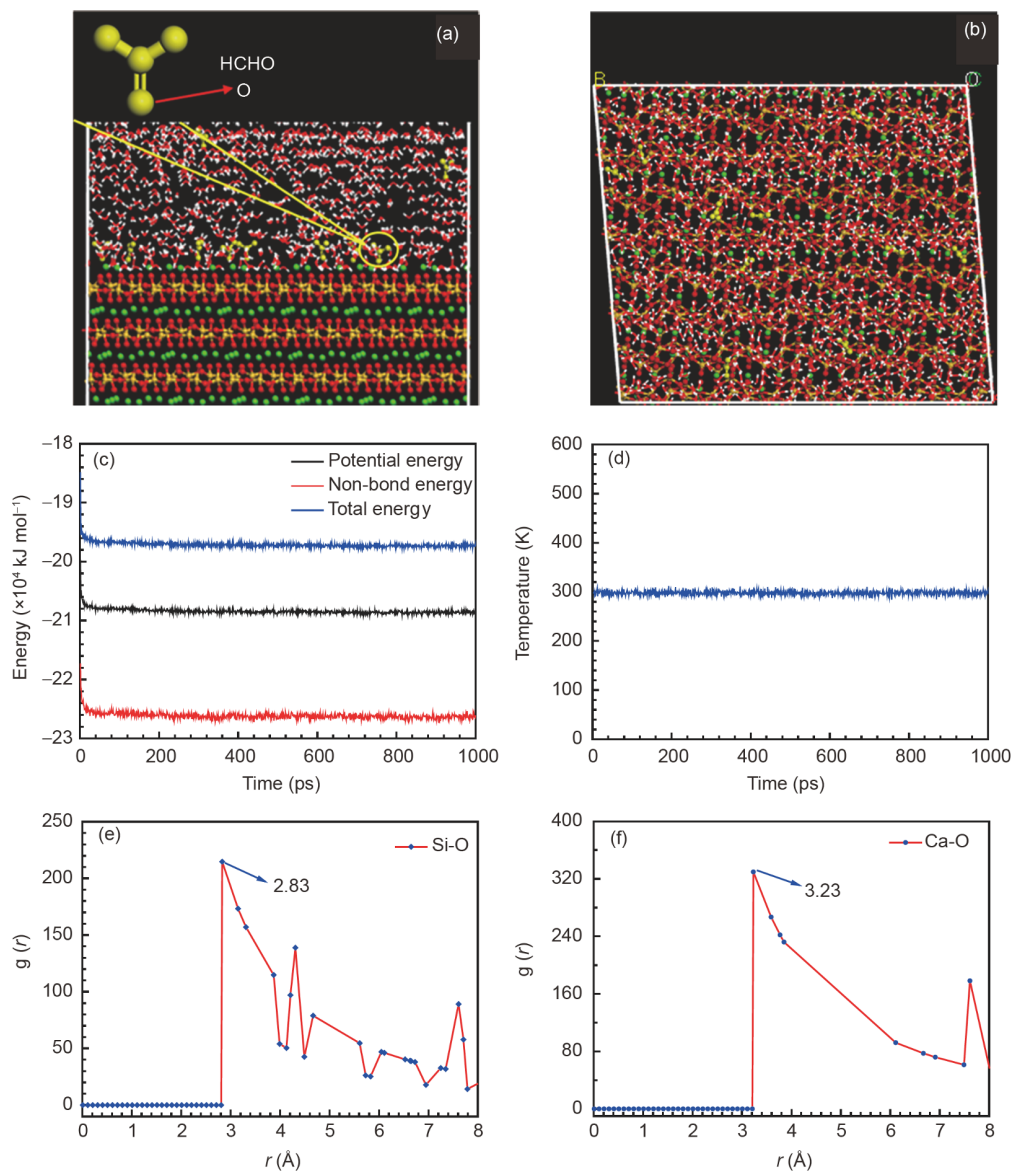 (a)
HCHO
O
(b)
B
O
C
(c)
Potential energy
Non-bond energy
Total energy
Energy (×10⁴ kJ mol⁻¹)
−18
−19
−20
−21
−22
−23
0 200 400 600 800 1000
Time (ps)
(d)
Temperature (K)
600
500
400
300
200
100
0
0 200 400 600 800 1000
Time (ps)
(e)
Si-O
2.83
g (r)
250
200
150
100
50
0
0 1 2 3 4 5 6 7 8
r (Å)
(f)
Ca-O
3.23
g (r)
400
320
240
160
80
0
0 1 2 3 4 5 6 7 8
r (Å)